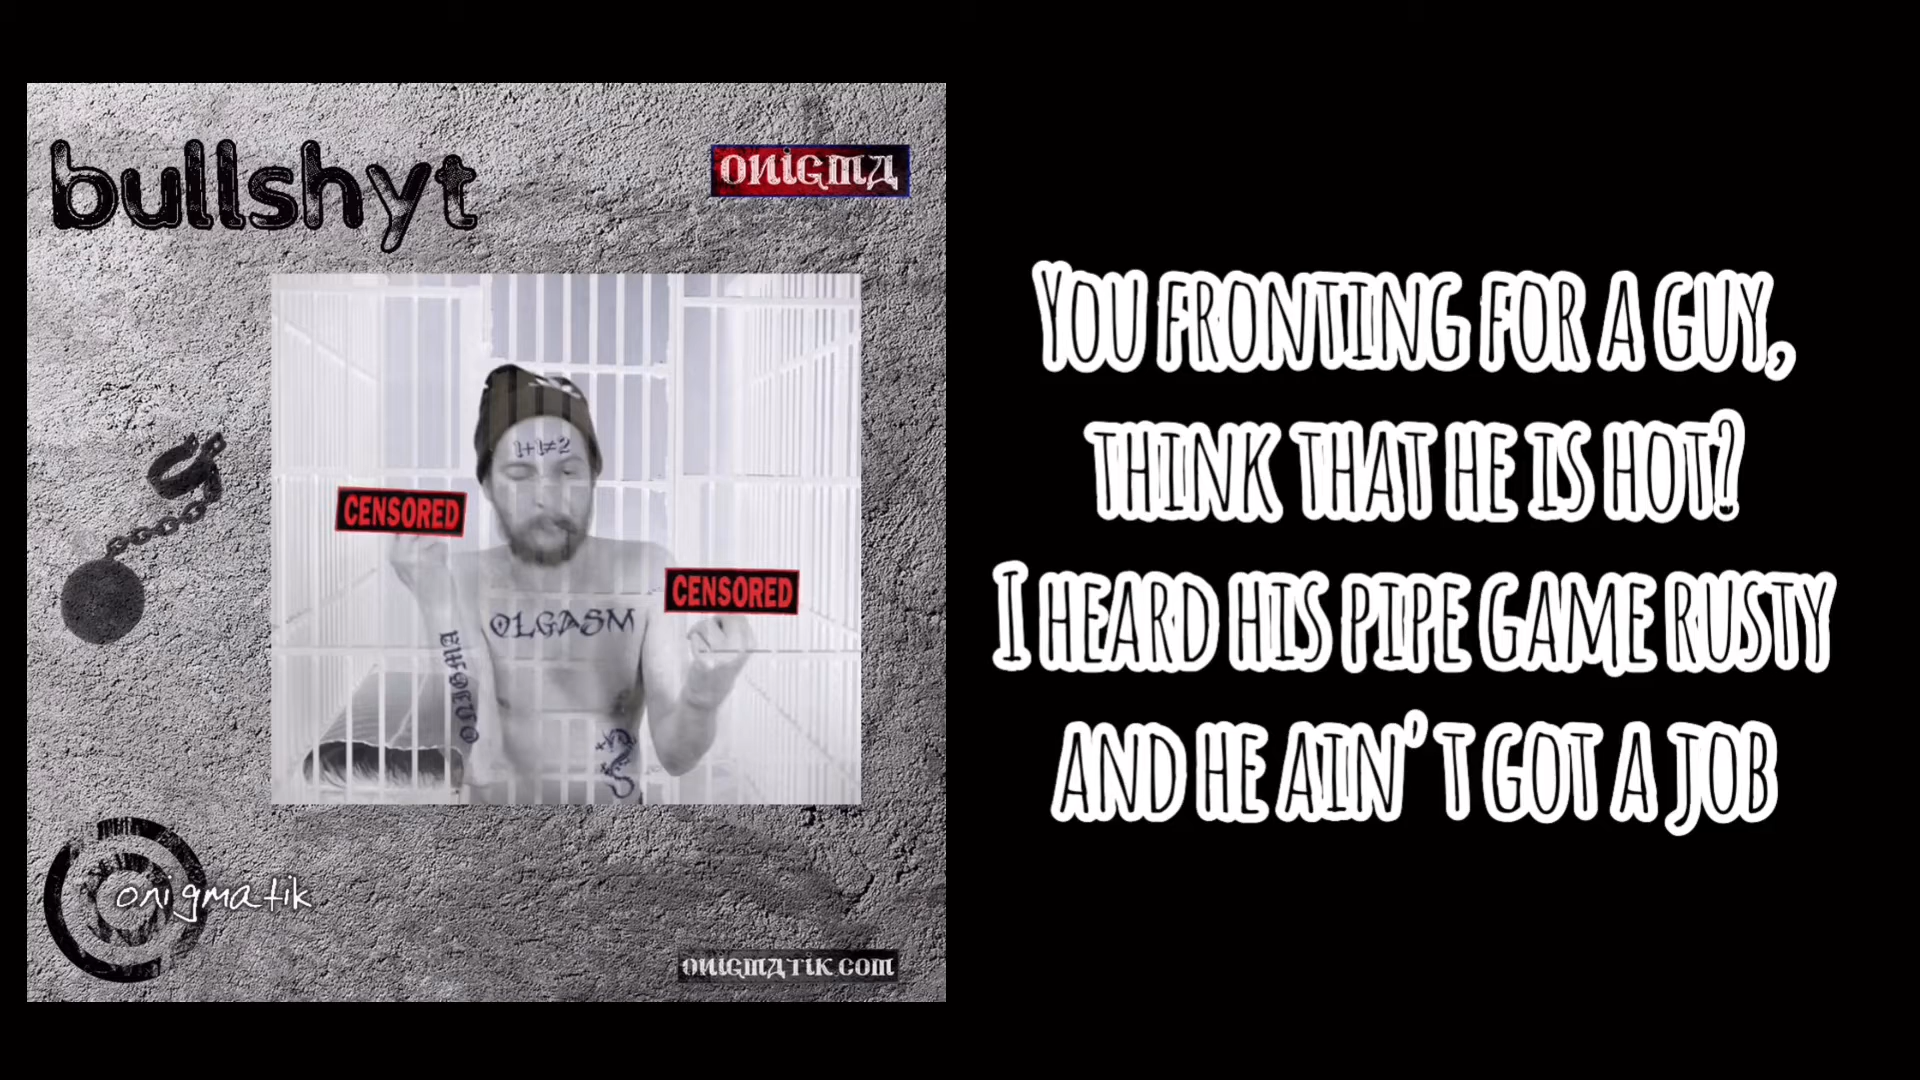 bullshyt
ONIGMA
1+1≠2
CENSORED
CENSORED
OLGASM
ONIGMA
onigmatik
ONIGMATIK.COM
You fronting for a guy,
think that he is hot?
I heard his pipe game rusty
and he ain't got a job